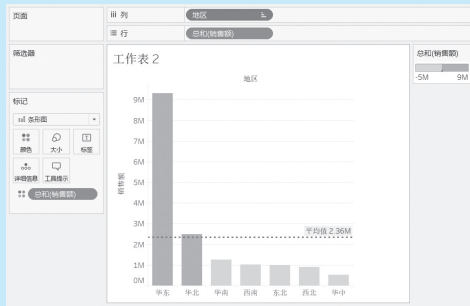 页面
iii 列
地区
行
总和(销售额)
筛选器
标记
条形图
颜色
大小
标签
详细信息
工具提示
总和(销售额)
工作表 2
地区
销售额
9M
8M
7M
6M
5M
4M
3M
2M
1M
0M
平均值 2.36M
华东
华北
华南
西南
东北
西北
华中
总和(销售额)
-5M
9M